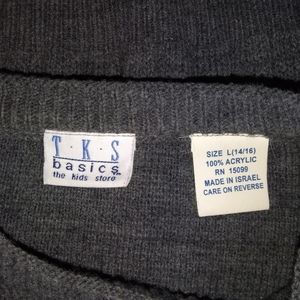 T·K·S
basics
the kids store
SIZE L (14/16)
100% ACRYLIC
RN 15099
MADE IN ISRAEL
CARE ON REVERSE